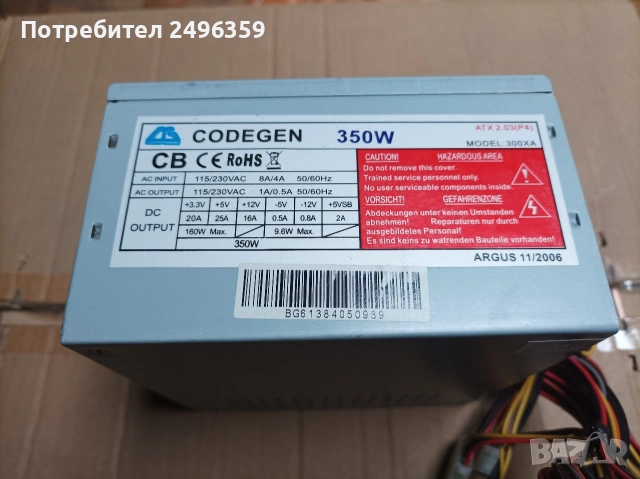 Потребител 2496359
CODEGEN 350W
ATX 2.03(P4)
MODEL:300XA
CB CE RoHS
AC INPUT 115/230VAC 8A/4A 50/60Hz
AC OUTPUT 115/230VAC 1A/0.5A 50/60Hz
DC OUTPUT
+3.3V +5V +12V -5V -12V +5VSB
20A 25A 16A 0.5A 0.8A 2A
160W Max. 9.6W Max.
350W
CAUTION! HAZARDOUS AREA
Do not remove this cover.
Trained service personnel only.
No user serviceable components inside.
VORSICHT! GEFAHRENZONE
Abdeckungen unter keinen Umstanden
abnehmen! Reparaturen nur durch
ausgebildetes Personal!
Es sind keins zu watrenden Bauteile vorhanden!
ARGUS 11/2006
BG61384050989
BAZAR